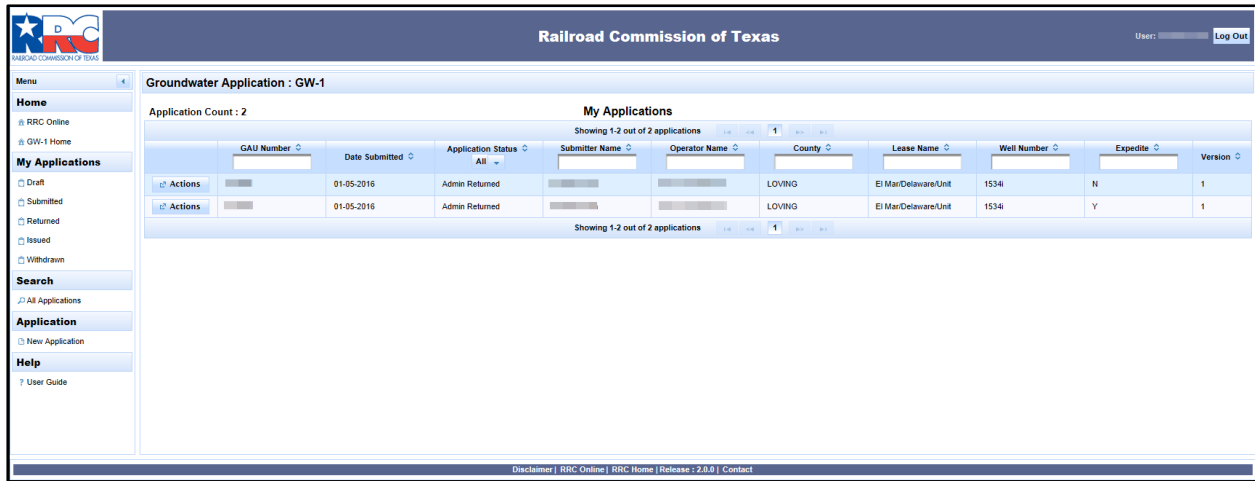 RRC
RAILROAD COMMISSION OF TEXAS
Railroad Commission of Texas
User:
Log Out
Menu
Home
RRC Online
GW-1 Home
My Applications
Draft
Submitted
Returned
Issued
Withdrawn
Search
All Applications
Application
New Application
Help
? User Guide
Groundwater Application : GW-1
Application Count : 2
My Applications
Showing 1-2 out of 2 applications 1
GAU Number Date Submitted Application Status Submitter Name Operator Name County Lease Name Well Number Expedite Version
All
Actions 01-05-2016 Admin Returned LOVING El Mar/Delaware/Unit 1534i N 1
Actions 01-05-2016 Admin Returned LOVING El Mar/Delaware/Unit 1534i Y 1
Showing 1-2 out of 2 applications 1
Disclaimer | RRC Online | RRC Home | Release : 2.0.0 | Contact